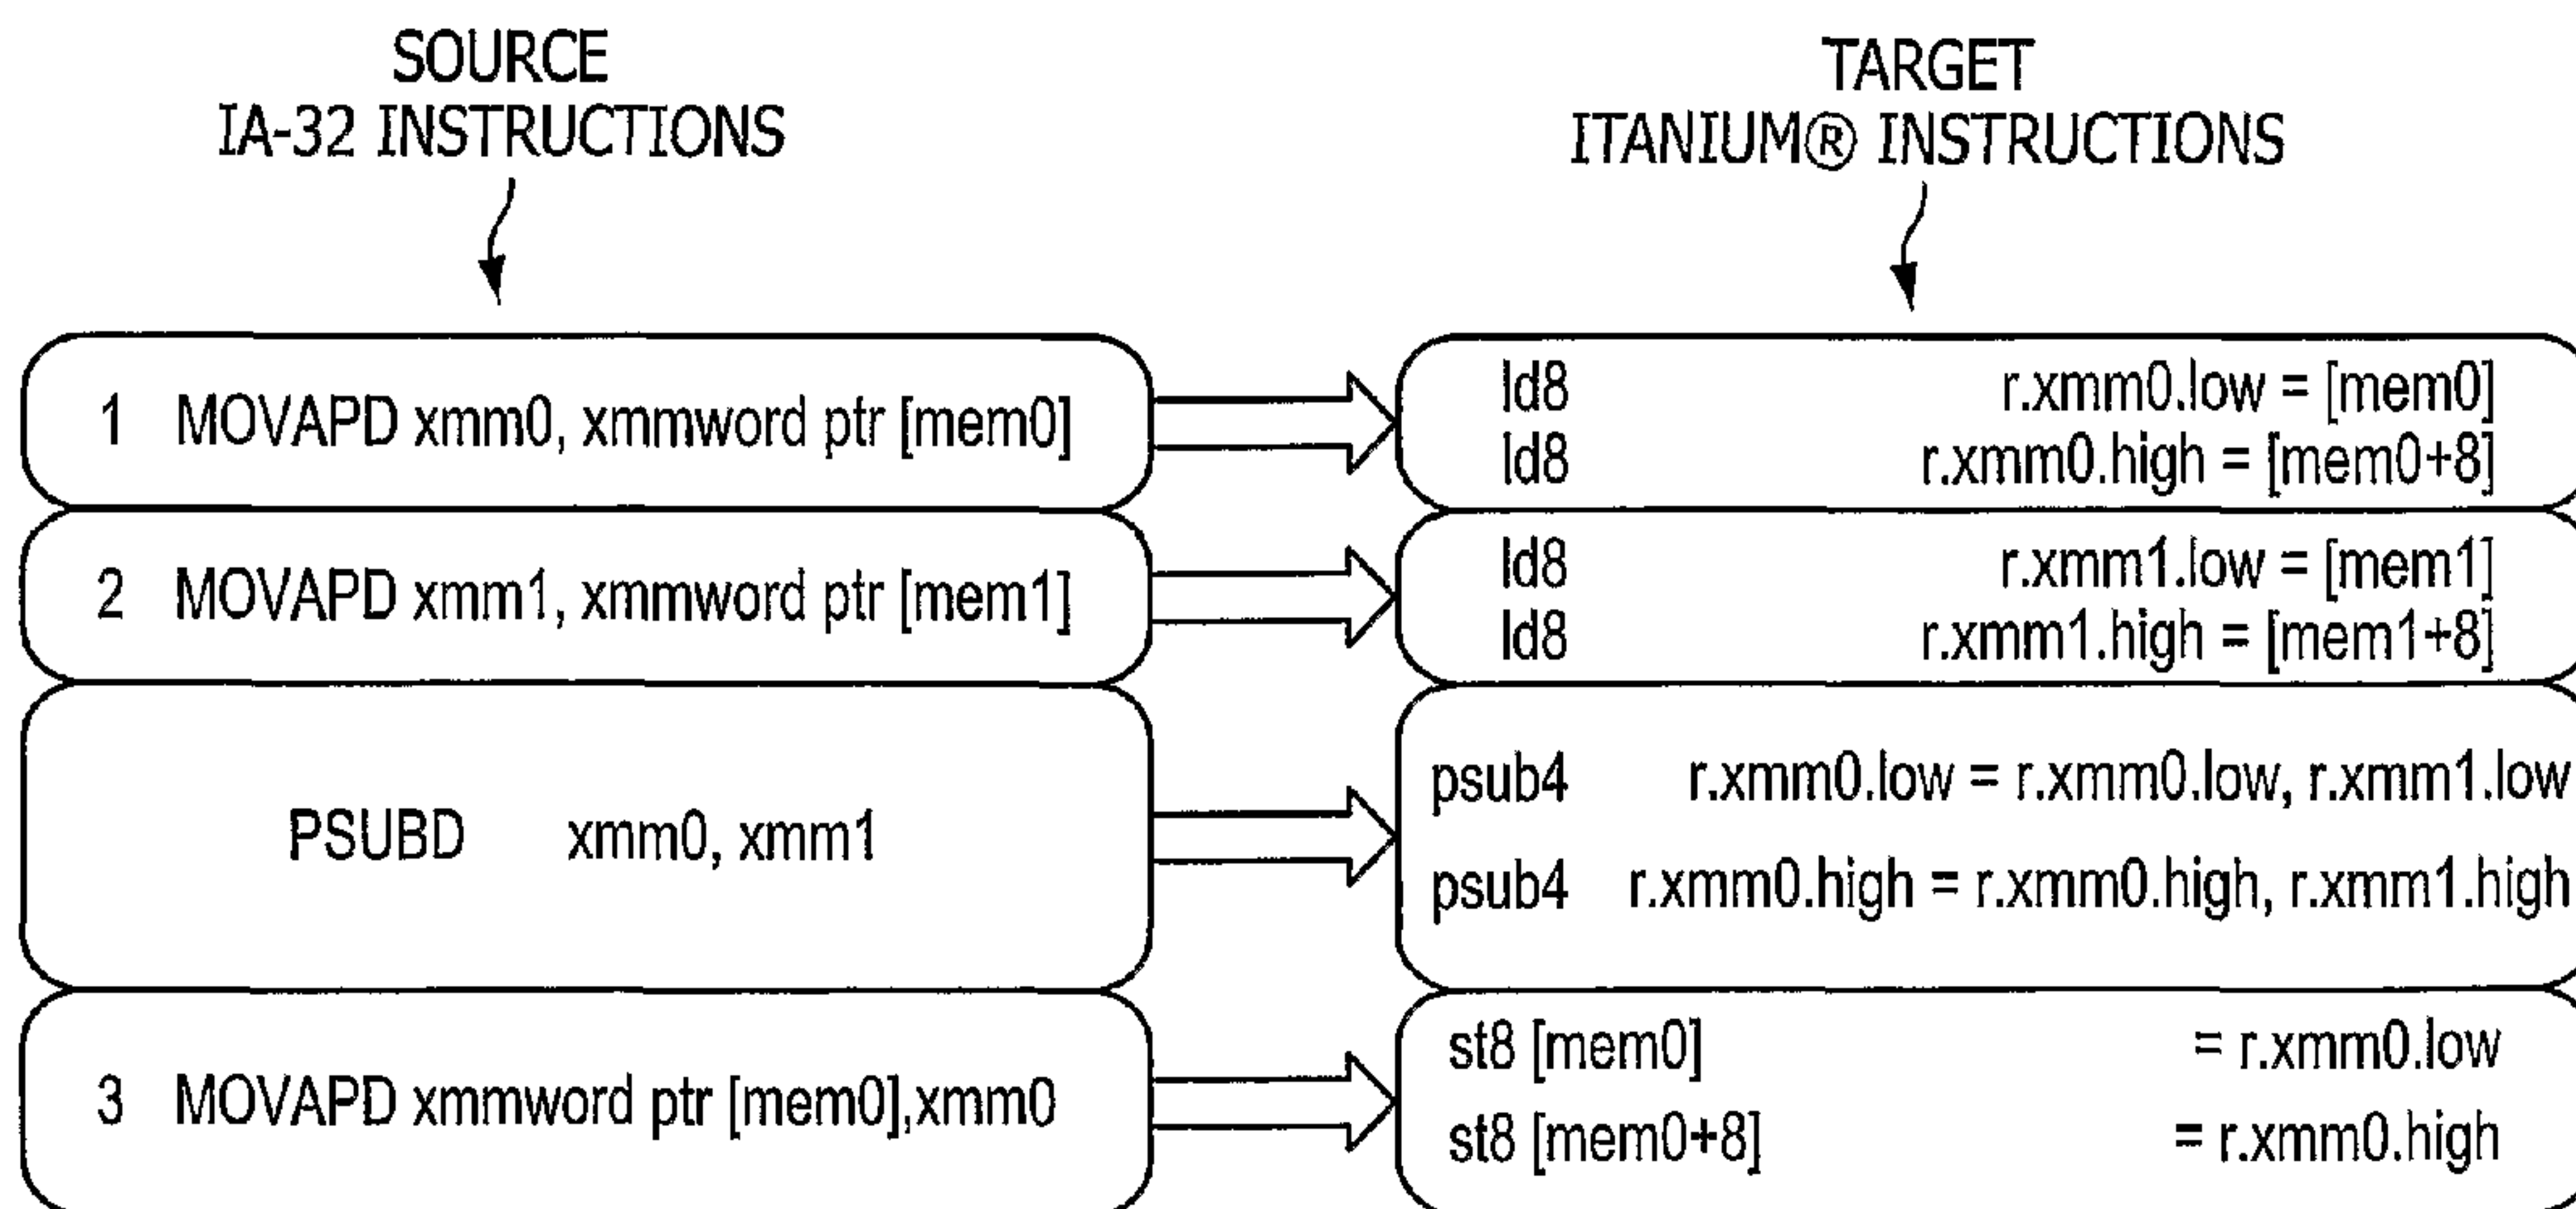 SOURCE
IA-32 INSTRUCTIONS
TARGET
ITANIUM® INSTRUCTIONS
1 MOVAPD xmm0, xmmword ptr [mem0]
ld8 r.xmm0.low = [mem0]
ld8 r.xmm0.high = [mem0+8]
2 MOVAPD xmm1, xmmword ptr [mem1]
ld8 r.xmm1.low = [mem1]
ld8 r.xmm1.high = [mem1+8]
PSUBD xmm0, xmm1
psub4 r.xmm0.low = r.xmm0.low, r.xmm1.low
psub4 r.xmm0.high = r.xmm0.high, r.xmm1.high
3 MOVAPD xmmword ptr [mem0],xmm0
st8 [mem0] = r.xmm0.low
st8 [mem0+8] = r.xmm0.high